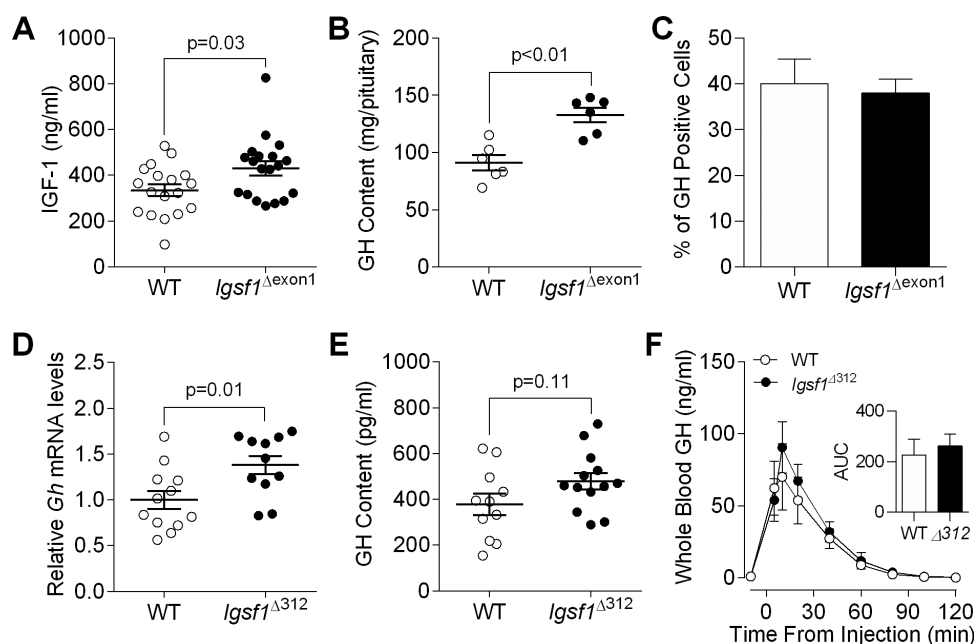 A
IGF-1 (ng/ml)
1000
800
600
400
200
0
p=0.03
WT
Igsf1Δexon1
B
GH Content (mg/pituitary)
200
150
100
50
0
p<0.01
WT
Igsf1Δexon1
C
% of GH Positive Cells
50
40
30
20
10
0
WT
Igsf1Δexon1
D
Relative Gh mRNA levels
2.5
2.0
1.5
1.0
0.5
0.0
p=0.01
WT
Igsf1Δ312
E
GH Content (pg/ml)
1000
800
600
400
200
0
p=0.11
WT
Igsf1Δ312
F
Whole Blood GH (ng/ml)
150
100
50
0
WT
Igsf1Δ312
AUC
400
200
0
WT Δ312
0 30 60 90 120
Time From Injection (min)